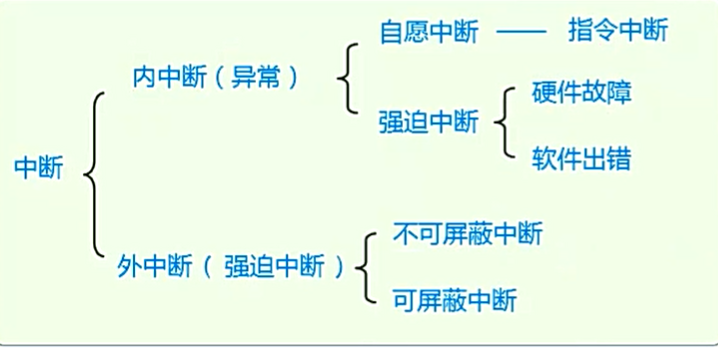 自愿中断 —— 指令中断
内中断（异常）
硬件故障
强迫中断
软件出错
中断
不可屏蔽中断
外中断（ 强迫中断 ）
可屏蔽中断